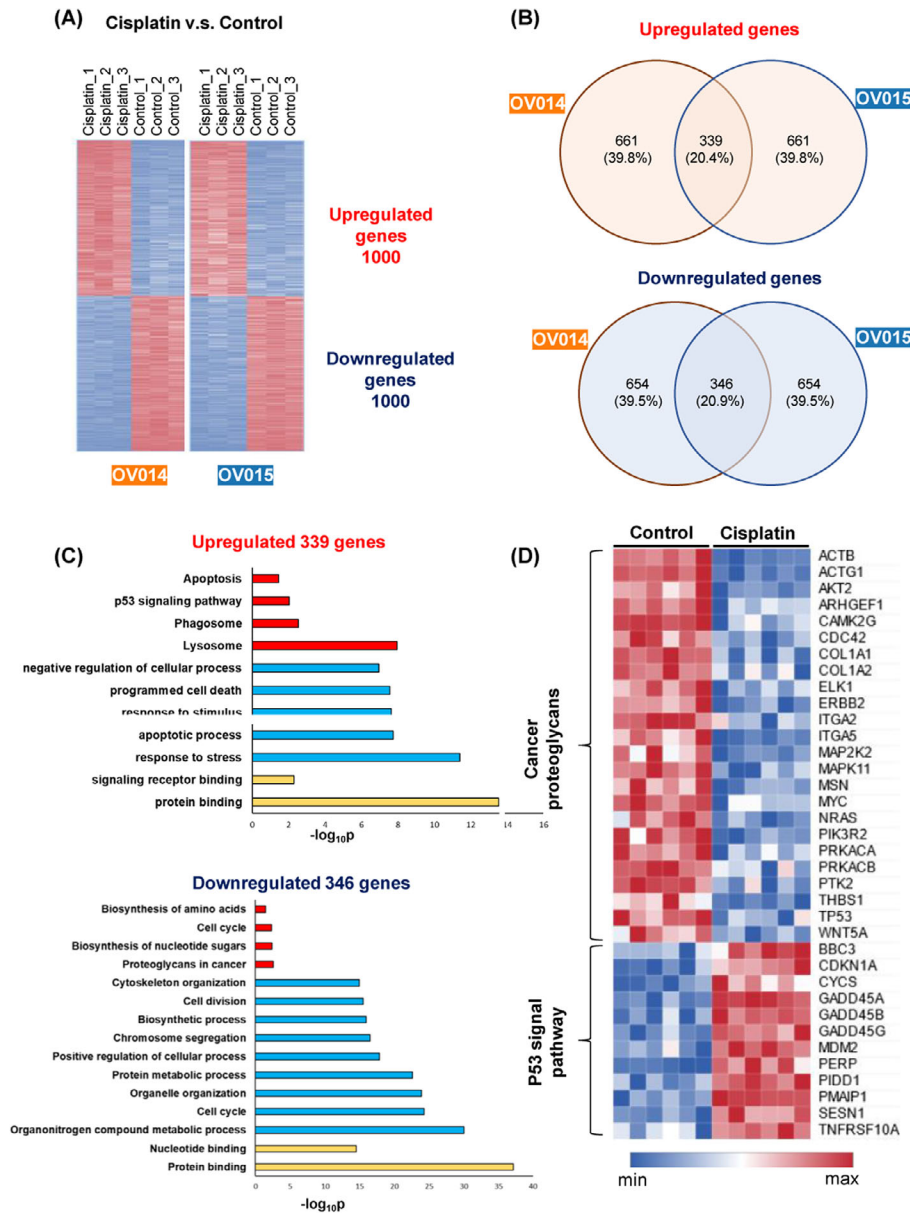 (A)
Cisplatin v.s. Control
Cisplatin_1
Cisplatin_2
Cisplatin_3
Control_1
Control_2
Control_3
Cisplatin_1
Cisplatin_2
Cisplatin_3
Control_1
Control_2
Control_3
Upregulated
genes
1000
Downregulated
genes
1000
OV014
OV015
(B)
Upregulated genes
OV014
OV015
661
(39.8%)
339
(20.4%)
661
(39.8%)
Downregulated genes
OV014
OV015
654
(39.5%)
346
(20.9%)
654
(39.5%)
(C)
Upregulated 339 genes
Apoptosis
p53 signaling pathway
Phagosome
Lysosome
negative regulation of cellular process
programmed cell death
response to stimulus
apoptotic process
response to stress
signaling receptor binding
protein binding
0 2 4 6 8 10 12 14 16
-log10p
Downregulated 346 genes
Biosynthesis of amino acids
Cell cycle
Biosynthesis of nucleotide sugars
Proteoglycans in cancer
Cytoskeleton organization
Cell division
Biosynthetic process
Chromosome segregation
Positive regulation of cellular process
Protein metabolic process
Organelle organization
Cell cycle
Organonitrogen compound metabolic process
Nucleotide binding
Protein binding
0 5 10 15 20 25 30 35 40
-log10p
(D)
Control
Cisplatin
Cancer
proteoglycans
P53 signal
pathway
ACTB
ACTG1
AKT2
ARHGEF1
CAMK2G
CDC42
COL1A1
COL1A2
ELK1
ERBB2
ITGA2
ITGA5
MAP2K2
MAPK11
MSN
MYC
NRAS
PIK3R2
PRKACA
PRKACB
PTK2
THBS1
TP53
WNT5A
BBC3
CDKN1A
CYCS
GADD45A
GADD45B
GADD45G
MDM2
PERP
PIDD1
PMAIP1
SESN1
TNFRSF10A
min
max